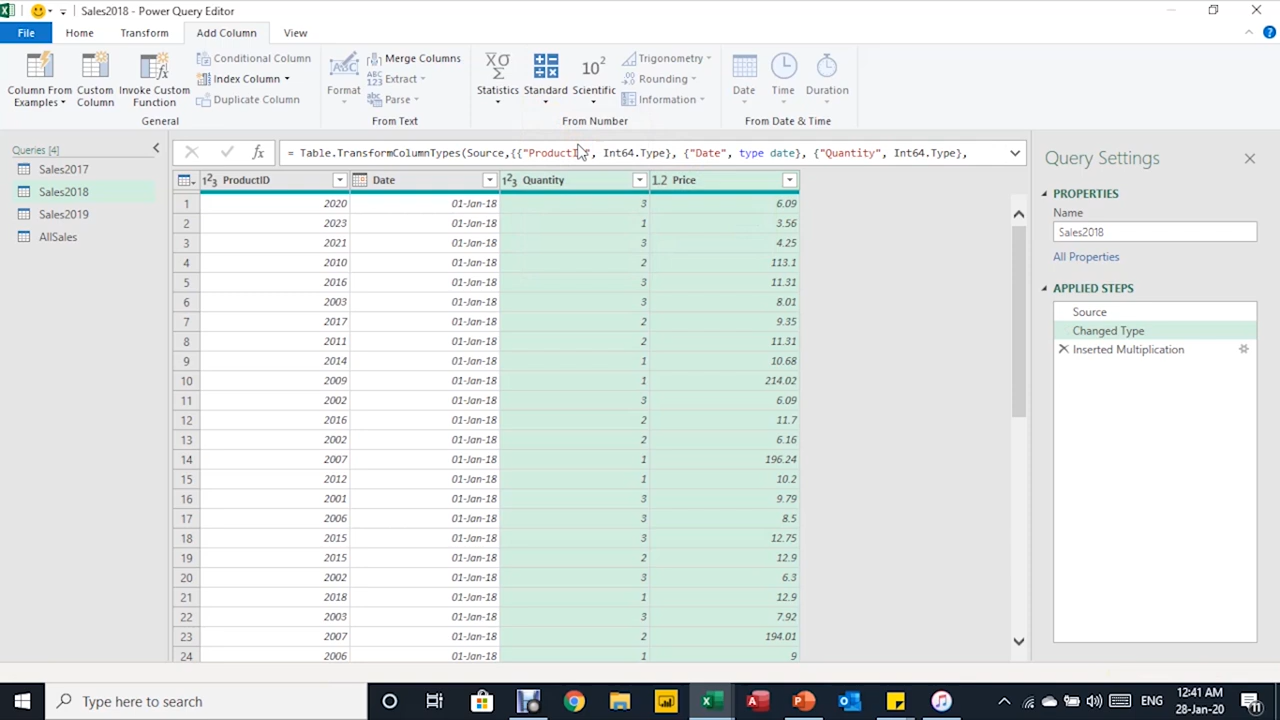 Sales2018 - Power Query Editor
File Home Transform Add Column View
Column From Examples
Custom Column
Invoke Custom Function
Conditional Column
Index Column
Duplicate Column
General
Format
Merge Columns
Extract
Parse
From Text
Statistics
Standard
Scientific
Trigonometry
Rounding
Information
From Number
Date
Time
Duration
From Date & Time
Queries [4]
Sales2017
Sales2018
Sales2019
AllSales
= Table.TransformColumnTypes(Source,{{"Product", Int64.Type}, {"Date", type date}, {"Quantity", Int64.Type},
ProductID Date Quantity 1.2 Price
1 2020 01-Jan-18 3 6.09
2 2023 01-Jan-18 1 3.56
3 2021 01-Jan-18 3 4.25
4 2010 01-Jan-18 2 113.1
5 2016 01-Jan-18 3 11.31
6 2003 01-Jan-18 3 8.01
7 2017 01-Jan-18 2 9.35
8 2011 01-Jan-18 2 11.31
9 2014 01-Jan-18 1 10.68
10 2009 01-Jan-18 1 214.02
11 2002 01-Jan-18 3 6.09
12 2016 01-Jan-18 2 11.7
13 2002 01-Jan-18 2 6.16
14 2007 01-Jan-18 1 196.24
15 2012 01-Jan-18 1 10.2
16 2001 01-Jan-18 3 9.79
17 2006 01-Jan-18 3 8.5
18 2015 01-Jan-18 3 12.75
19 2015 01-Jan-18 2 12.9
20 2002 01-Jan-18 3 6.3
21 2018 01-Jan-18 1 12.9
22 2003 01-Jan-18 3 7.92
23 2007 01-Jan-18 2 194.01
24 2006 01-Jan-18 1 9
Query Settings
PROPERTIES
Name
Sales2018
All Properties
APPLIED STEPS
Source
Changed Type
Inserted Multiplication
Type here to search
ENG
12:41 AM
28-Jan-20